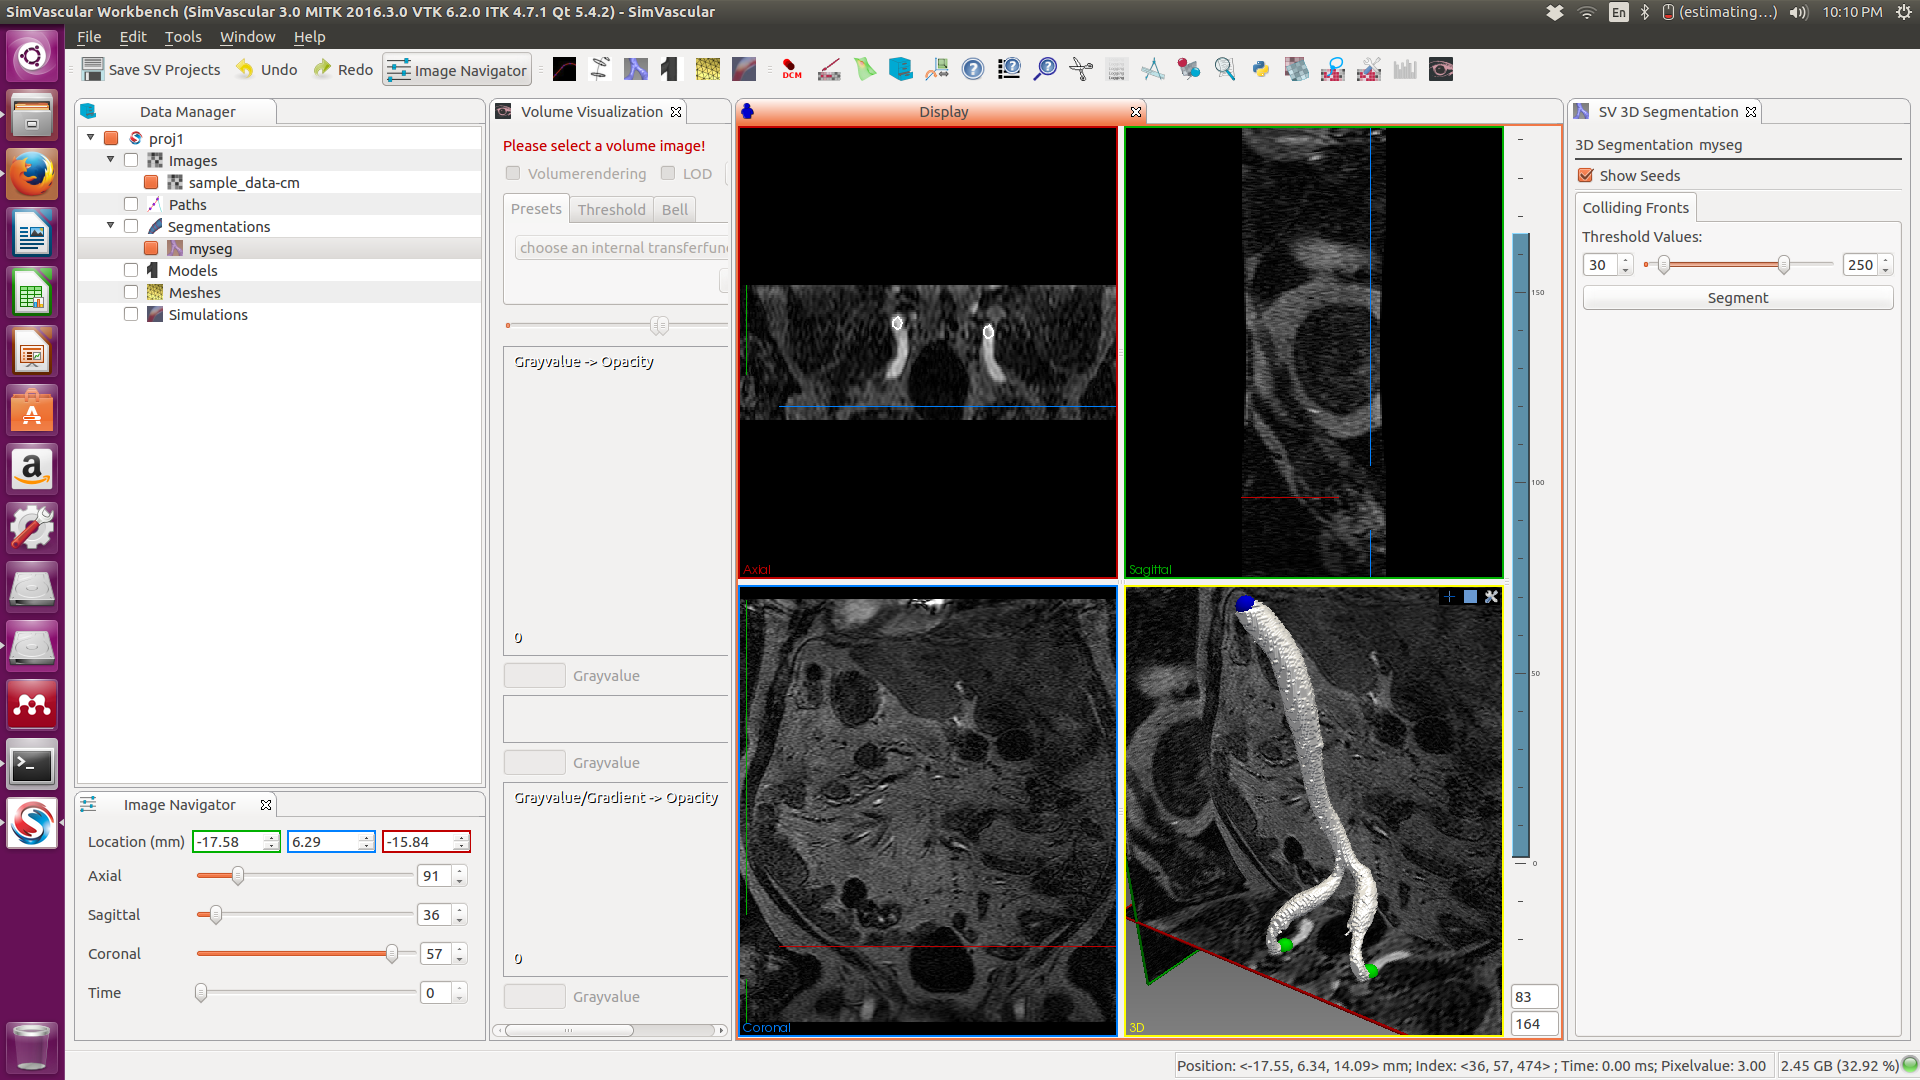 SimVascular Workbench (SimVascular 3.0 MITK 2016.3.0 VTK 6.2.0 ITK 4.7.1 Qt 5.4.2) - SimVascular
En
(estimating...)
10:10 PM
File Edit Tools Window Help
Save SV Projects Undo Redo Image Navigator
DCM
Data Manager
proj1
Images
sample_data-cm
Paths
Segmentations
myseg
Models
Meshes
Simulations
Image Navigator
Location (mm) -17.58 6.29 -15.84
Axial 91
Sagittal 36
Coronal 57
Time 0
Volume Visualization
Please select a volume image!
Volumerendering LOD
Presets Threshold Bell
choose an internal transferfun
Grayvalue -> Opacity
0
Grayvalue
Grayvalue
Grayvalue/Gradient -> Opacity
0
Grayvalue
Display
Axial
Sagittal
Coronal
3D
150
100
50
0
83
164
SV 3D Segmentation
3D Segmentation myseg
Show Seeds
Colliding Fronts
Threshold Values:
30 250
Segment
Position: <-17.55, 6.34, 14.09> mm; Index: <36, 57, 474> ; Time: 0.00 ms; Pixelvalue: 3.00
2.45 GB (32.92 %)